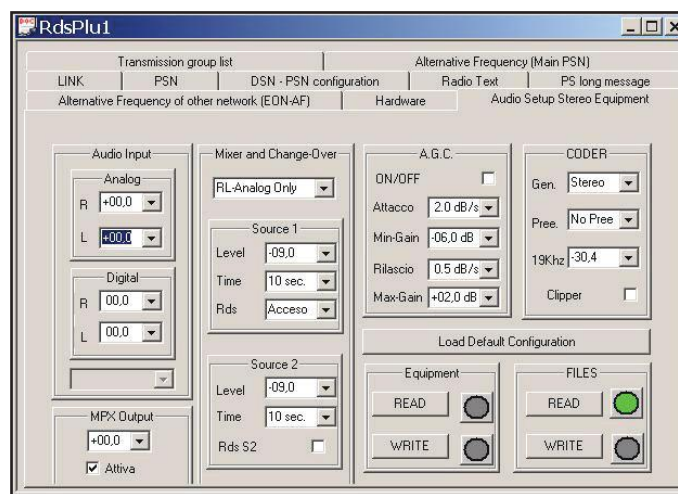 RdsPlu1
Transmission group list
Alternative Frequency (Main PSN)
LINK
PSN
DSN - PSN configuration
Radio Text
PS long message
Alternative Frequency of other network (EON-AF)
Hardware
Audio Setup Stereo Equipment
Audio Input
Analog
R +00,0
L +00,0
Digital
R 00,0
L 00,0
MPX Output
+00,0
Attiva
Mixer and Change-Over
RL-Analog Only
Source 1
Level -09,0
Time 10 sec.
Rds Acceso
Source 2
Level -09,0
Time 10 sec.
Rds S2
A.G.C.
ON/OFF
Attacco 2.0 dB/s
Min-Gain -06,0 dB
Rilascio 0.5 dB/s
Max-Gain +02,0 dB
CODER
Gen. Stereo
Pree. No Pree
19Khz -30,4
Clipper
Load Default Configuration
Equipment
READ
WRITE
FILES
READ
WRITE